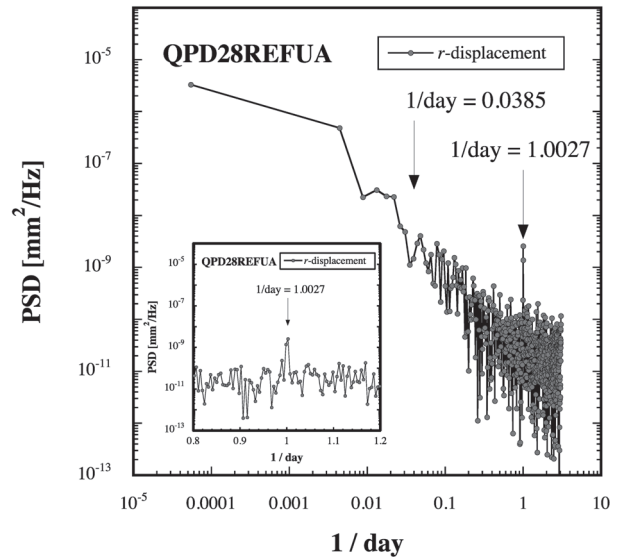 QPD28REFUA
r-displacement
1/day = 0.0385
1/day = 1.0027
PSD [mm²/Hz]
10⁻⁵
10⁻⁷
10⁻⁹
10⁻¹¹
10⁻¹³
QPD28REFUA
r-displacement
1/day = 1.0027
PSD [mm²/Hz]
10⁻⁵
10⁻⁷
10⁻⁹
10⁻¹¹
10⁻¹³
0.8 0.9 1 1.1 1.2
1 / day
10⁻⁵ 0.0001 0.001 0.01 0.1 1 10
1 / day